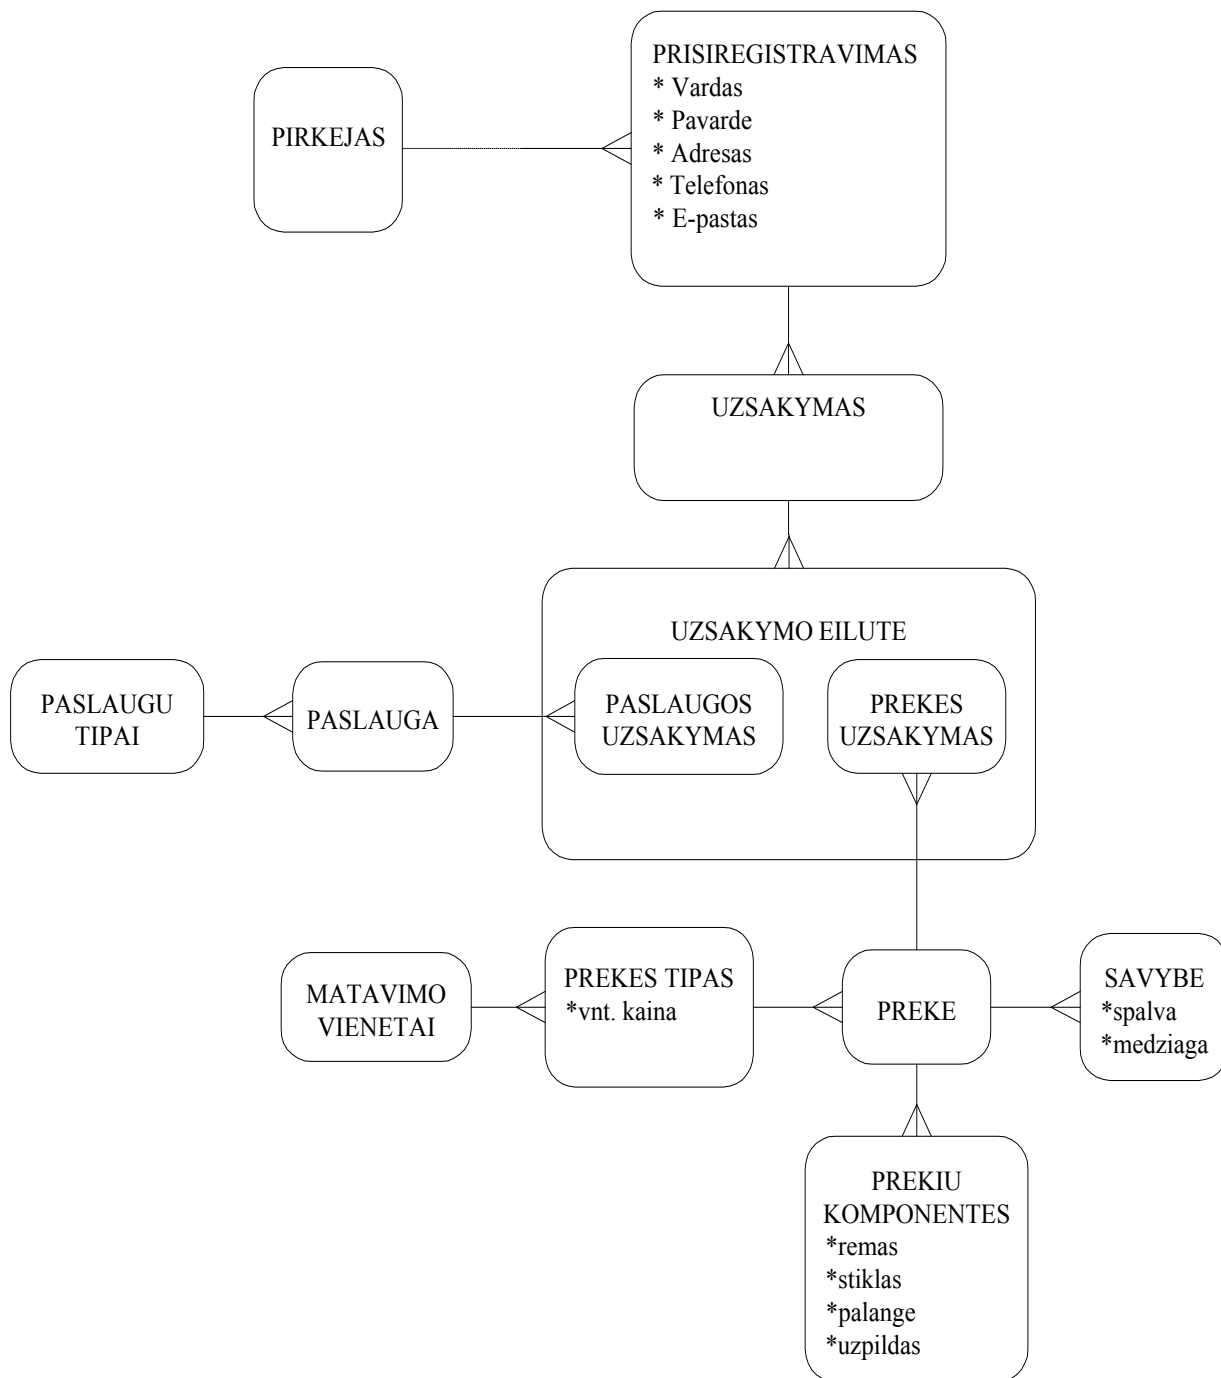 PIRKEJAS
PRISIREGISTRAVIMAS
* Vardas
* Pavarde
* Adresas
* Telefonas
* E-pastas
UZSAKYMAS
UZSAKYMO EILUTE
PASLAUGU
TIPAI
PASLAUGA
PASLAUGOS
UZSAKYMAS
PREKES
UZSAKYMAS
MATAVIMO
VIENETAI
PREKES TIPAS
*vnt. kaina
PREKE
SAVYBE
*spalva
*medziaga
PREKIU
KOMPONENTES
*remas
*stiklas
*palange
*uzpildas